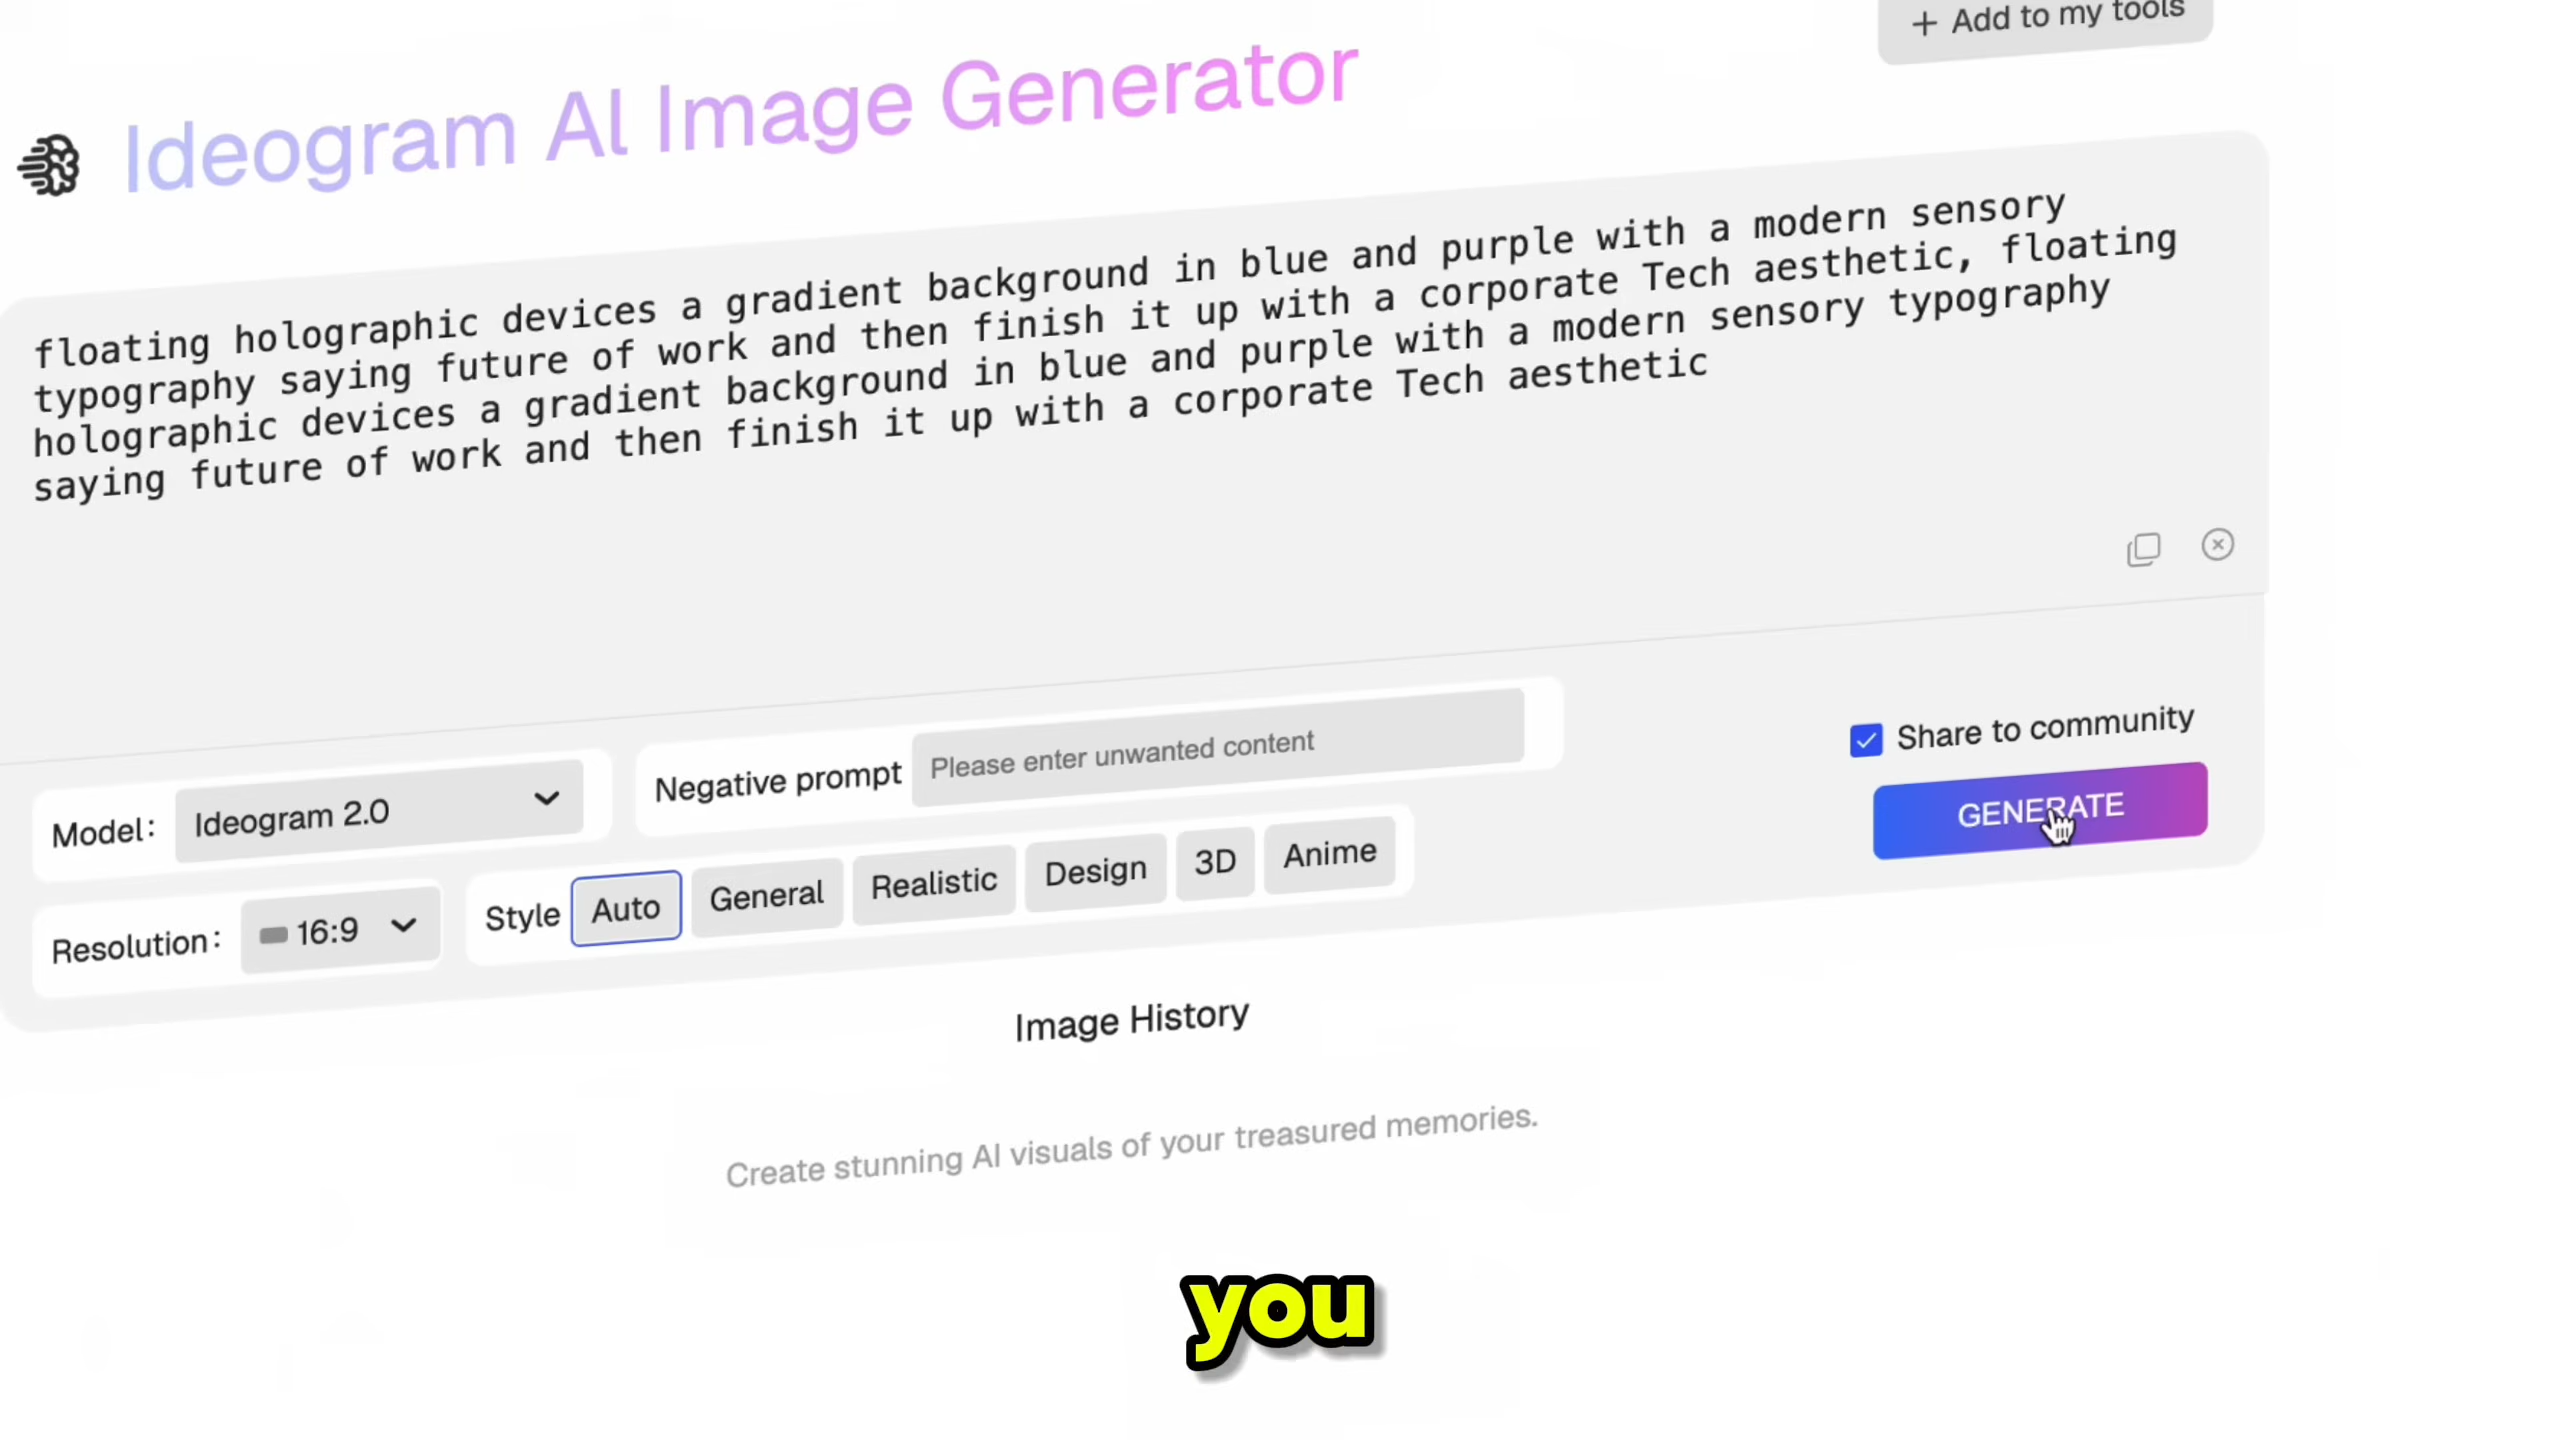 + Add to my tools
Ideogram AI Image Generator
floating holographic devices a gradient background in blue and purple with a modern sensory
typography saying future of work and then finish it up with a corporate Tech aesthetic, floating
holographic devices a gradient background in blue and purple with a modern sensory typography
saying future of work and then finish it up with a corporate Tech aesthetic
Share to community
Model: Ideogram 2.0 Negative prompt Please enter unwanted content
GENERATE
Resolution: 16:9 Style Auto General Realistic Design 3D Anime
Image History
Create stunning AI visuals of your treasured memories.
you